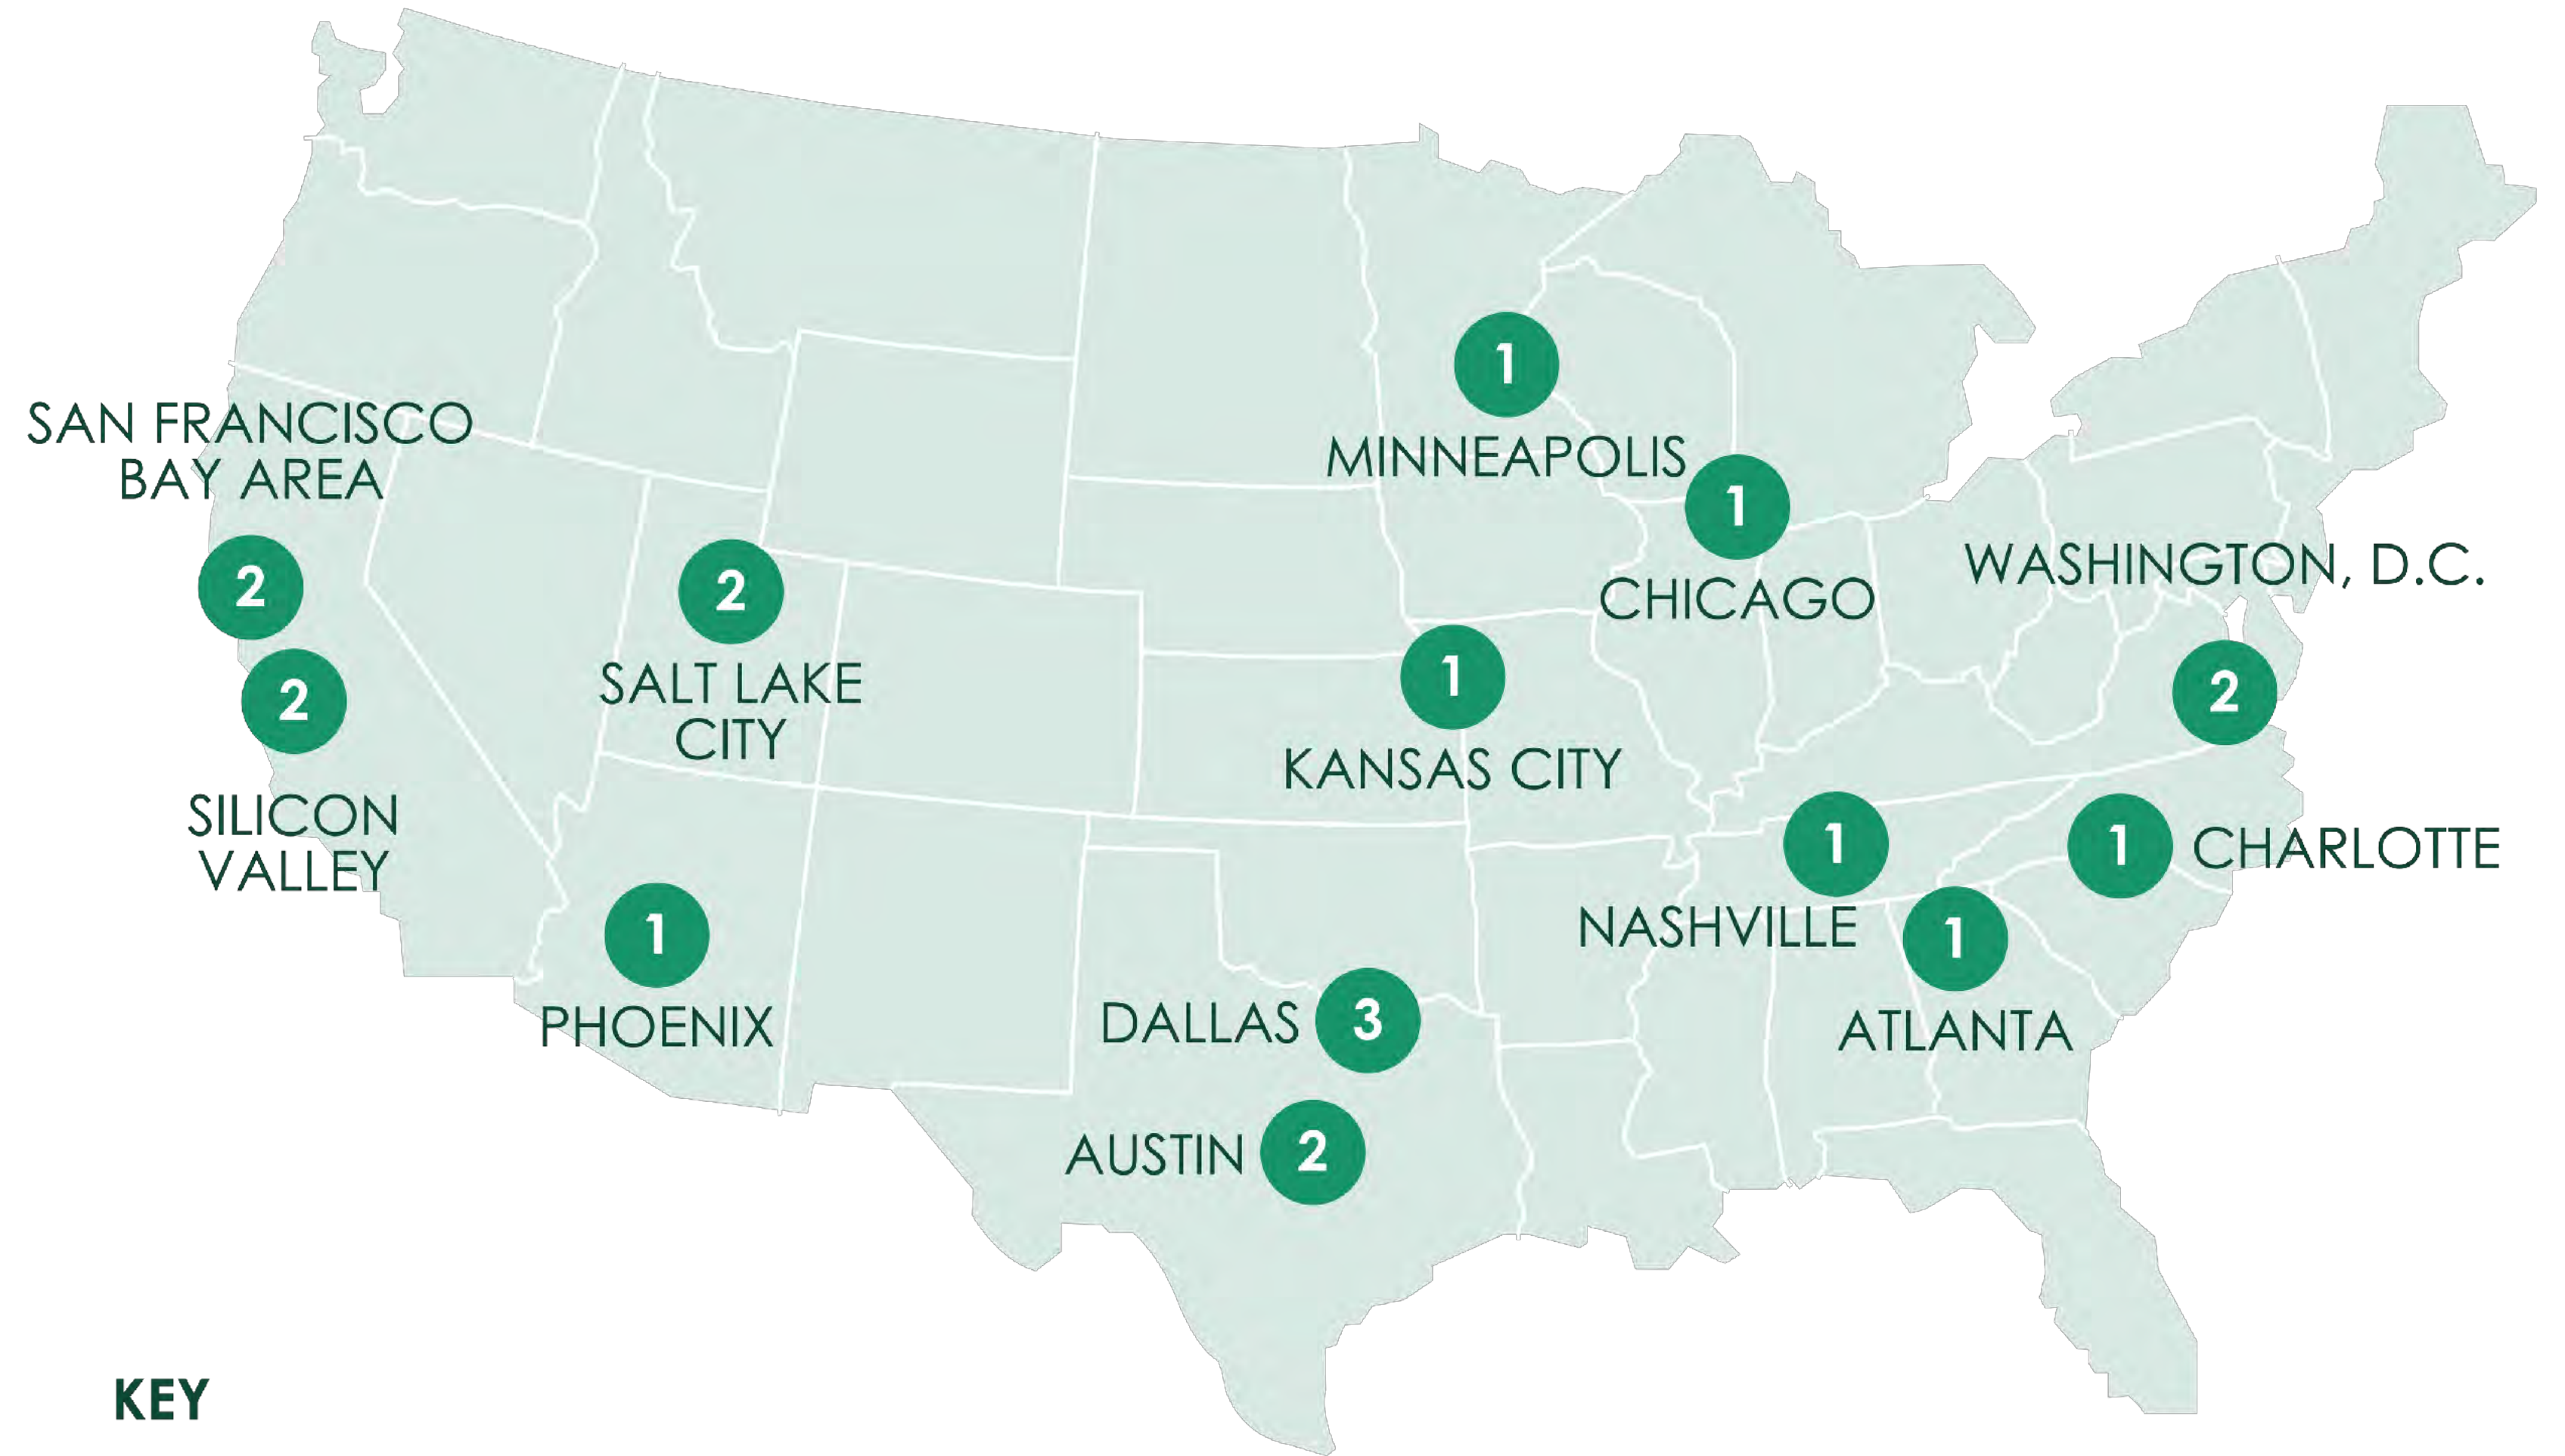 1
MINNEAPOLIS
SAN FRANCISCO
BAY AREA
2
1
CHICAGO
WASHINGTON, D.C.
2
2
SALT LAKE
CITY
1
KANSAS CITY
2
SILICON
VALLEY
1
NASHVILLE
1
CHARLOTTE
1
PHOENIX
1
ATLANTA
DALLAS
3
AUSTIN
2
KEY